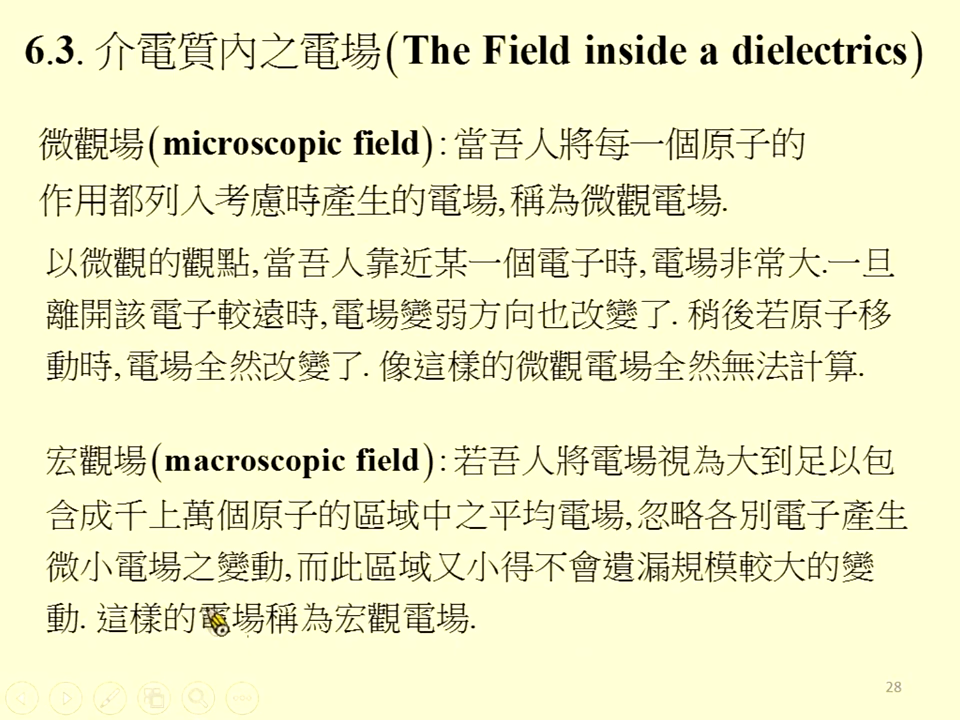 6.3. 介電質內之電場(The Field inside a dielectrics)
微觀場(microscopic field):當吾人將每一個原子的
作用都列入考慮時產生的電場,稱為微觀電場.
以微觀的觀點,當吾人靠近某一個電子時,電場非常大.一旦
離開該電子較遠時,電場變弱方向也改變了. 稍後若原子移
動時,電場全然改變了. 像這樣的微觀電場全然無法計算.
宏觀場(macroscopic field):若吾人將電場視為大到足以包
含成千上萬個原子的區域中之平均電場,忽略各別電子產生
微小電場之變動,而此區域又小得不會遺漏規模較大的變
動. 這樣的電場稱為宏觀電場.
28